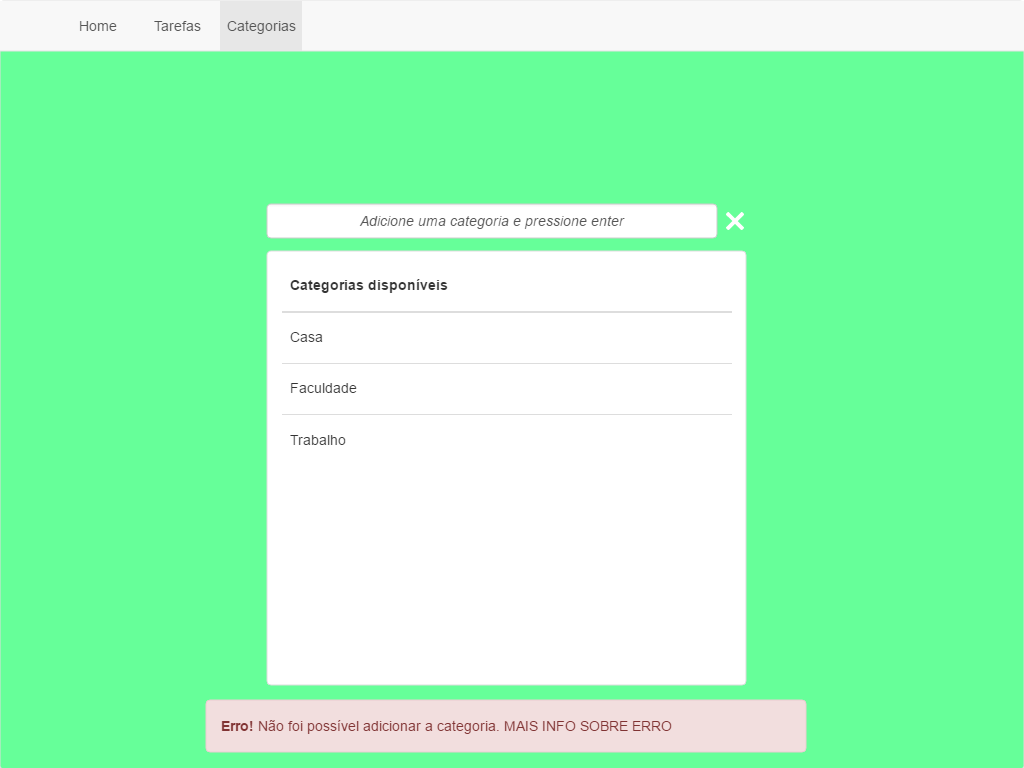 Home Tarefas Categorias
Adicione uma categoria e pressione enter
Categorias disponíveis
Casa
Faculdade
Trabalho
Erro! Não foi possível adicionar a categoria. MAIS INFO SOBRE ERRO